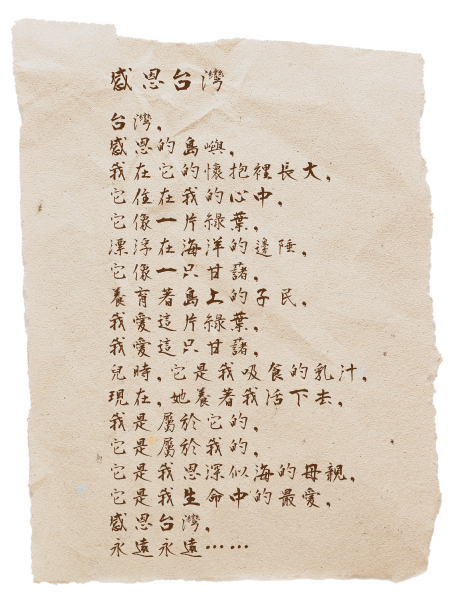 感恩台灣
台灣，
感恩的島嶼，
我在它的懷抱裡長大，
它住在我的心中，
它像一片綠葉，
漂浮在海洋的邊陲，
它像一只甘藷，
養育著島上的子民，
我愛這片綠葉，
我愛這只甘藷，
兒時，它是我吸食的乳汁，
現在，她養著我活下去，
我是屬於它的，
它是屬於我的，
它是我恩深似海的母親，
它是我生命中的最愛，
感恩台灣，
永遠永遠……